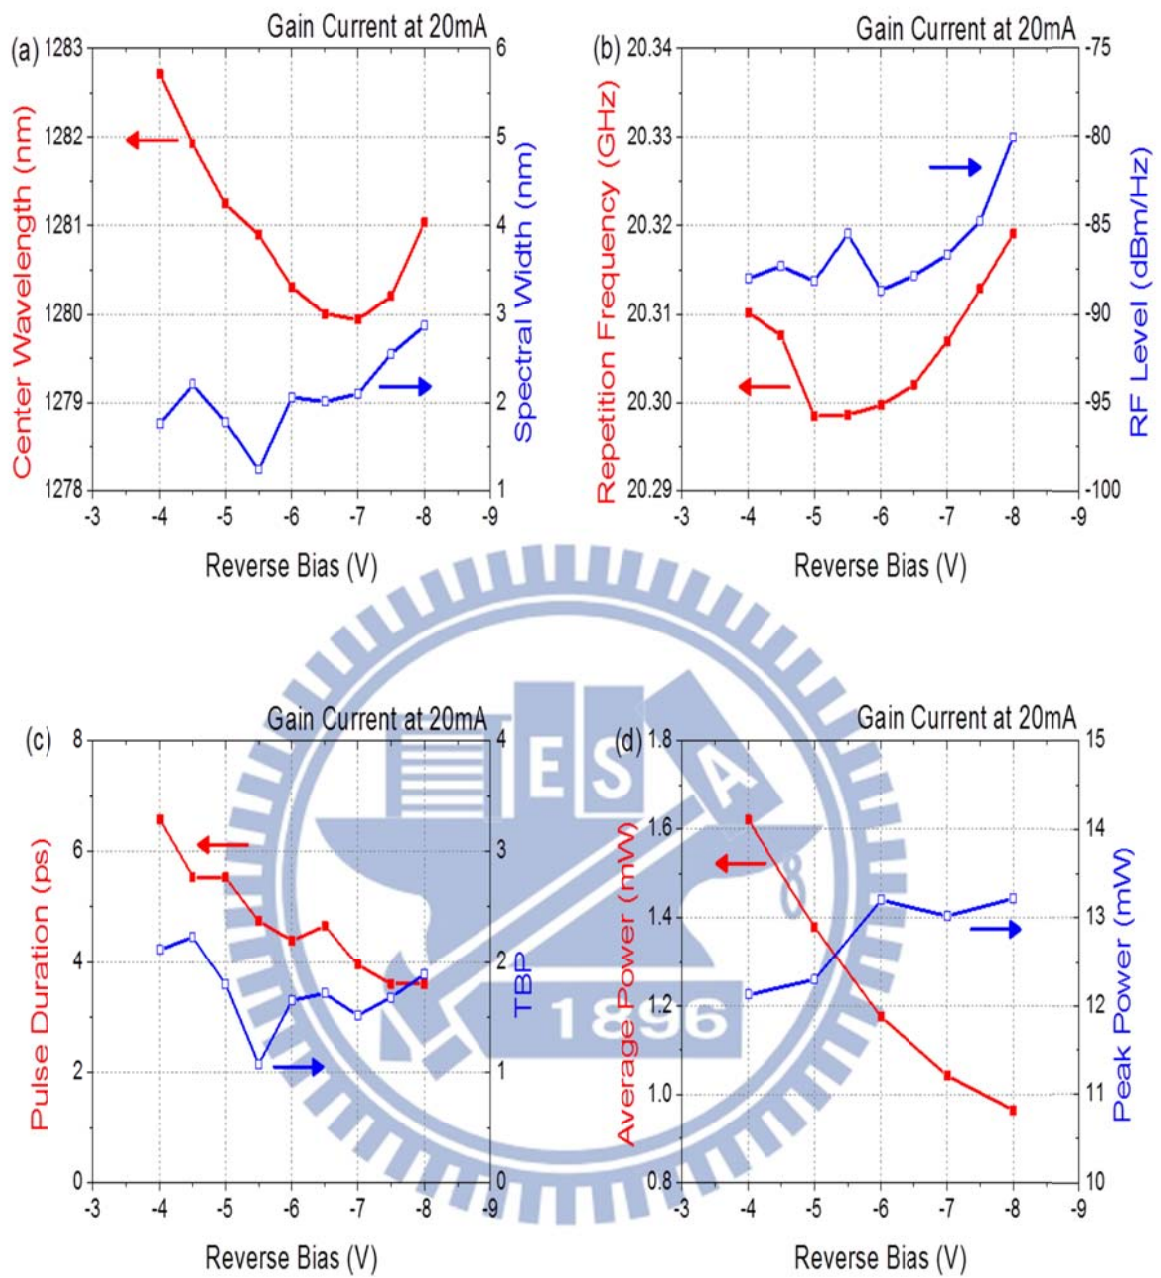 Gain Current at 20mA
(a)
1283
1282
1281
1280
1279
1278
Center Wavelength (nm)
6
5
4
3
2
1
Spectral Width (nm)
-3 -4 -5 -6 -7 -8 -9
Reverse Bias (V)
Gain Current at 20mA
(b)
20.34
20.33
20.32
20.31
20.30
20.29
Repetition Frequency (GHz)
-75
-80
-85
-90
-95
-100
RF Level (dBm/Hz)
-3 -4 -5 -6 -7 -8 -9
Reverse Bias (V)
Gain Current at 20mA
(c)
8
6
4
2
0
Pulse Duration (ps)
4
3
2
1
0
TBP
-3 -4 -5 -6 -7 -8 -9
Reverse Bias (V)
Gain Current at 20mA
(d)
1.8
1.6
1.4
1.2
1.0
0.8
Average Power (mW)
15
14
13
12
11
10
Peak Power (mW)
-3 -4 -5 -6 -7 -8 -9
Reverse Bias (V)
E S A
8
1896